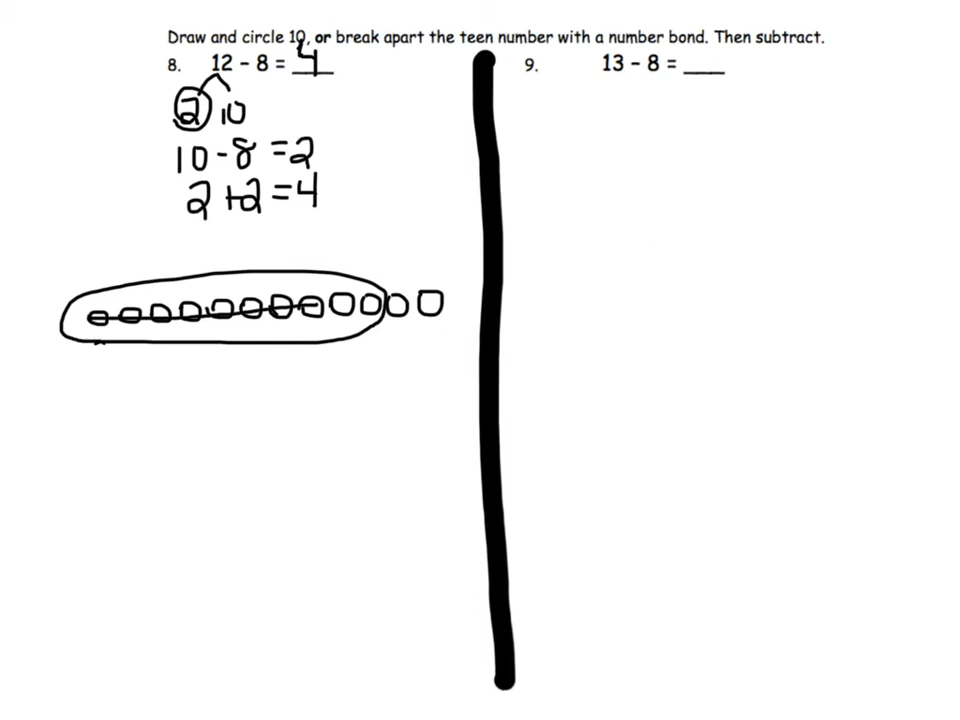 Draw and circle 10, or break apart the teen number with a number bond. Then subtract.
8. 12 - 8 = 4
2 10
10 - 8 = 2
2 + 2 = 4
9. 13 - 8 = ___